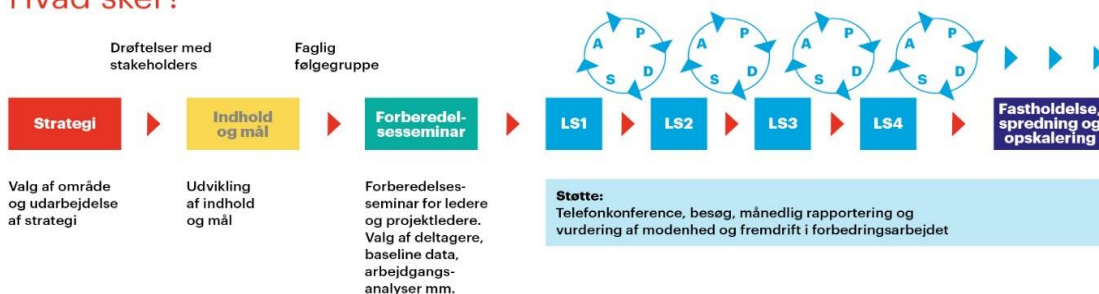 Hvad sker?
Drøftelser med
stakeholders
Faglig
følgegruppe
A P D S
A P D S
A P D S
A P D S
Strategi
Indhold
og mål
Forberedel-
sesseminar
LS1
LS2
LS3
LS4
Fastholdelse,
spredning og
opskalering
Valg af område
og udarbejdelse
af strategi
Udvikling
af indhold
og mål
Forberedelses-
seminar for ledere
og projektledere.
Valg af deltagere,
baseline data,
arbejdgangs-
analyser mm.
Støtte:
Telefonkonference, besøg, månedlig rapportering og
vurdering af modenhed og fremdrift i forbedringsarbejdet